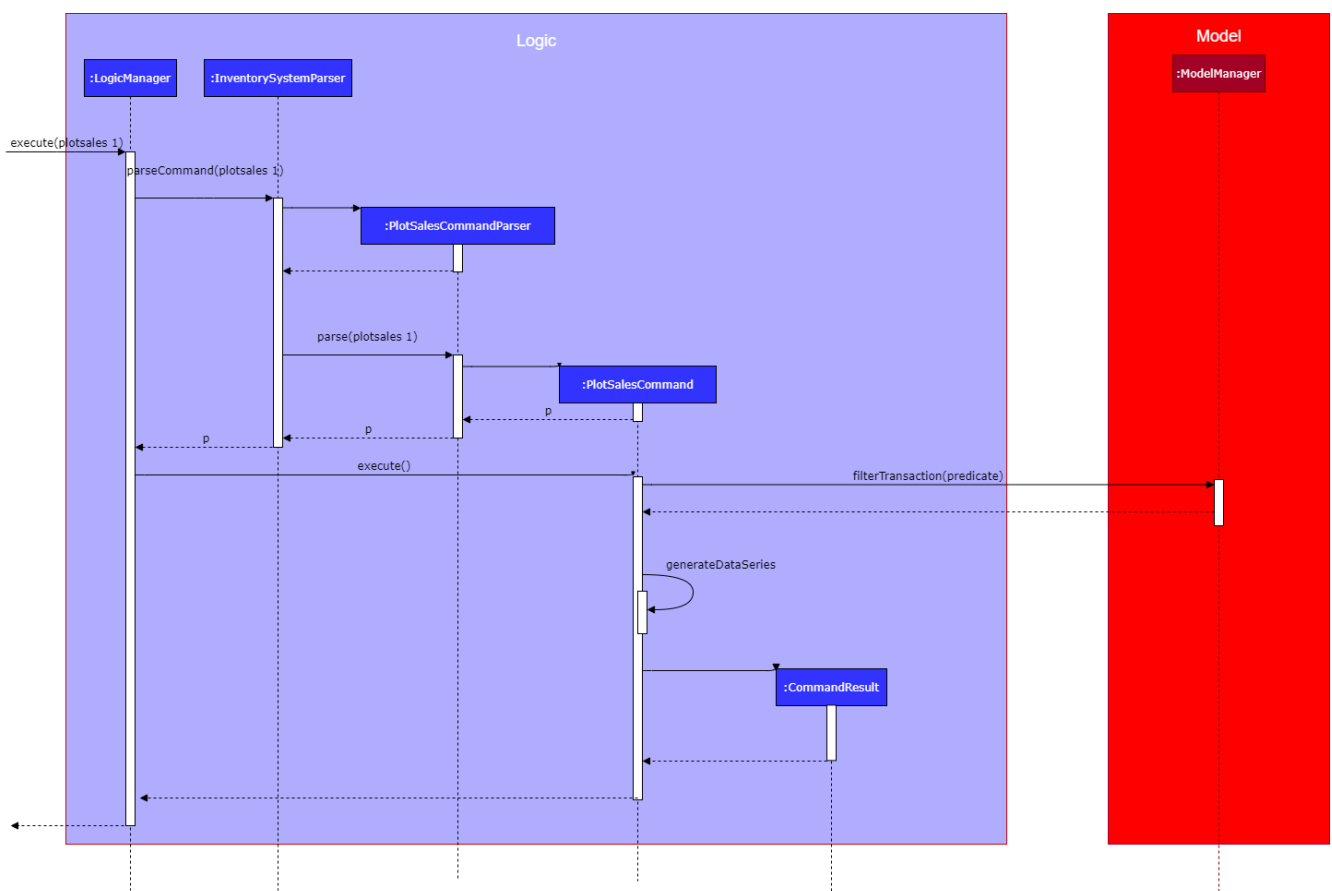 Logic
Model
:LogicManager
:InventorySystemParser
:ModelManager
execute(plotsales 1)
parseCommand(plotsales 1)
:PlotSalesCommandParser
parse(plotsales 1)
:PlotSalesCommand
p
p
p
execute()
filterTransaction(predicate)
generateDataSeries
:CommandResult